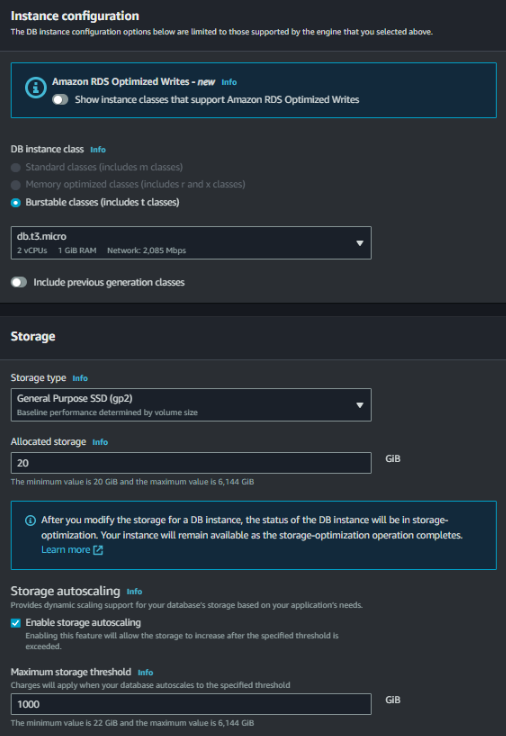 Instance configuration
The DB instance configuration options below are limited to those supported by the engine that you selected above.
Amazon RDS Optimized Writes - new Info
Show instance classes that support Amazon RDS Optimized Writes
DB instance class Info
Standard classes (includes m classes)
Memory optimized classes (includes r and x classes)
Burstable classes (includes t classes)
db.t3.micro
2 vCPUs 1 GiB RAM Network: 2,085 Mbps
Include previous generation classes
Storage
Storage type Info
General Purpose SSD (gp2)
Baseline performance determined by volume size
Allocated storage Info
20
GiB
The minimum value is 20 GiB and the maximum value is 6,144 GiB
After you modify the storage for a DB instance, the status of the DB instance will be in storage-
optimization. Your instance will remain available as the storage-optimization operation completes.
Learn more
Storage autoscaling Info
Provides dynamic scaling support for your database's storage based on your application's needs.
Enable storage autoscaling
Enabling this feature will allow the storage to increase after the specified threshold is
exceeded.
Maximum storage threshold Info
Charges will apply when your database autoscales to the specified threshold
1000
GiB
The minimum value is 22 GiB and the maximum value is 6,144 GiB